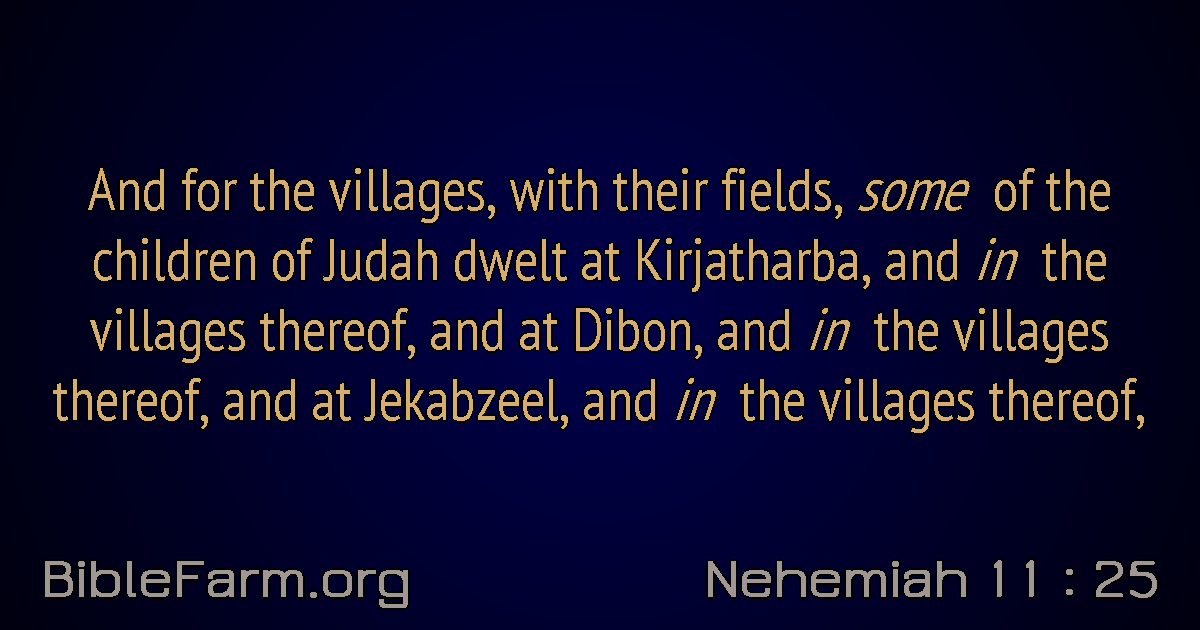 And for the villages, with their fields, some of the
children of Judah dwelt at Kirjatharba, and in the
villages thereof, and at Dibon, and in the villages
thereof, and at Jekabzeel, and in the villages thereof,
BibleFarm.org
Nehemiah 11 : 25